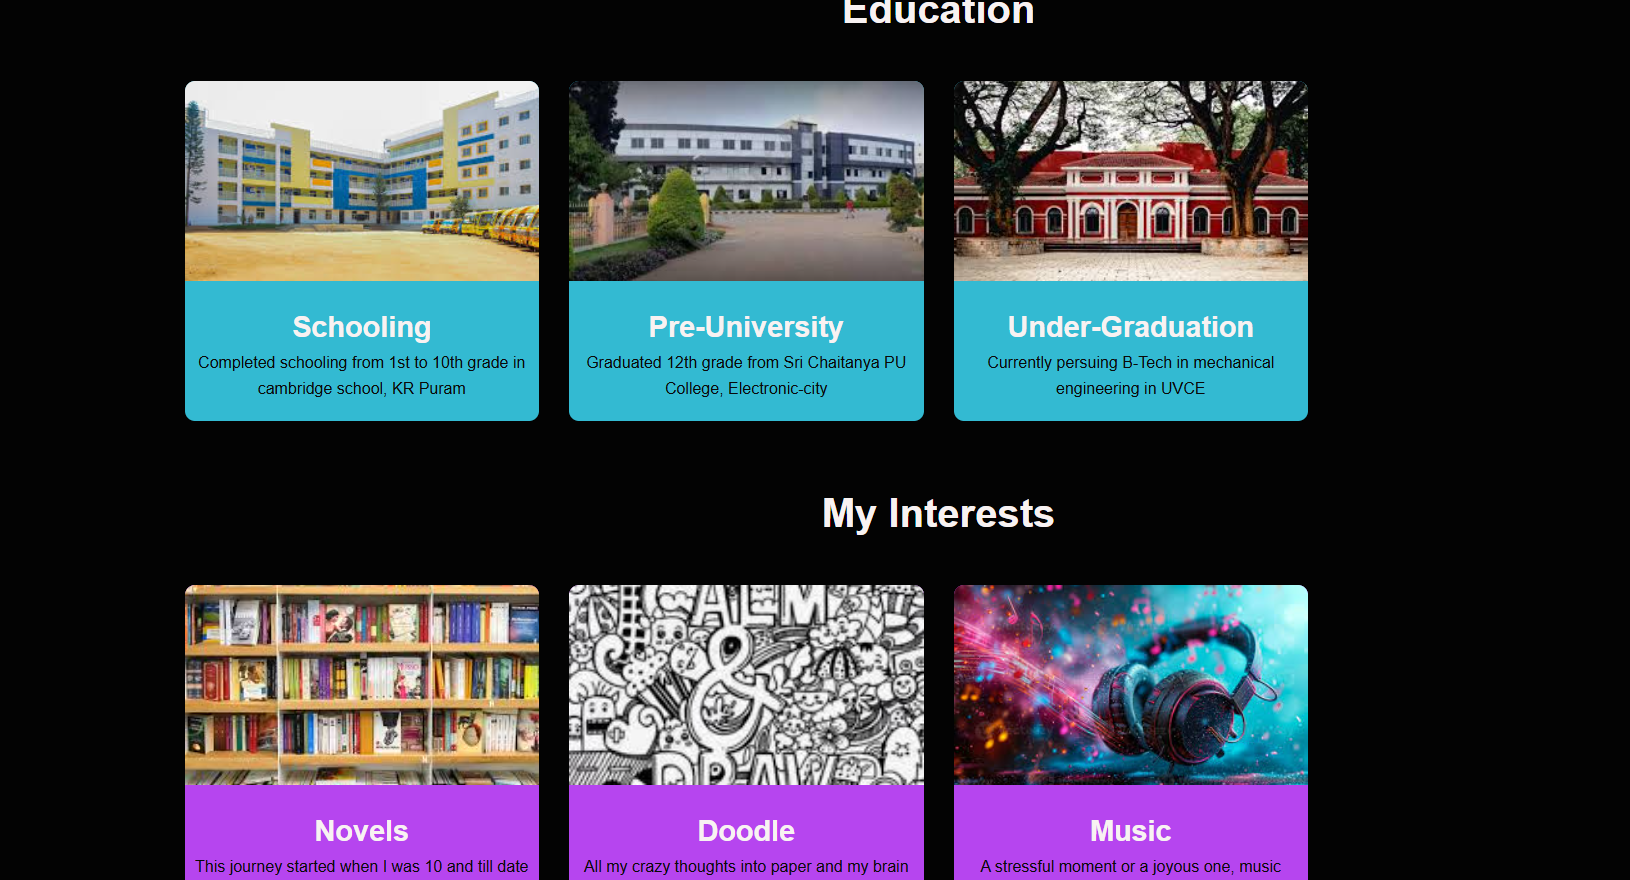 Education
Schooling
Completed schooling from 1st to 10th grade in
cambridge school, KR Puram
Pre-University
Graduated 12th grade from Sri Chaitanya PU
College, Electronic-city
Under-Graduation
Currently persuing B-Tech in mechanical
engineering in UVCE
My Interests
DRAW
&
Novels
This journey started when I was 10 and till date
Doodle
All my crazy thoughts into paper and my brain
Music
A stressful moment or a joyous one, music